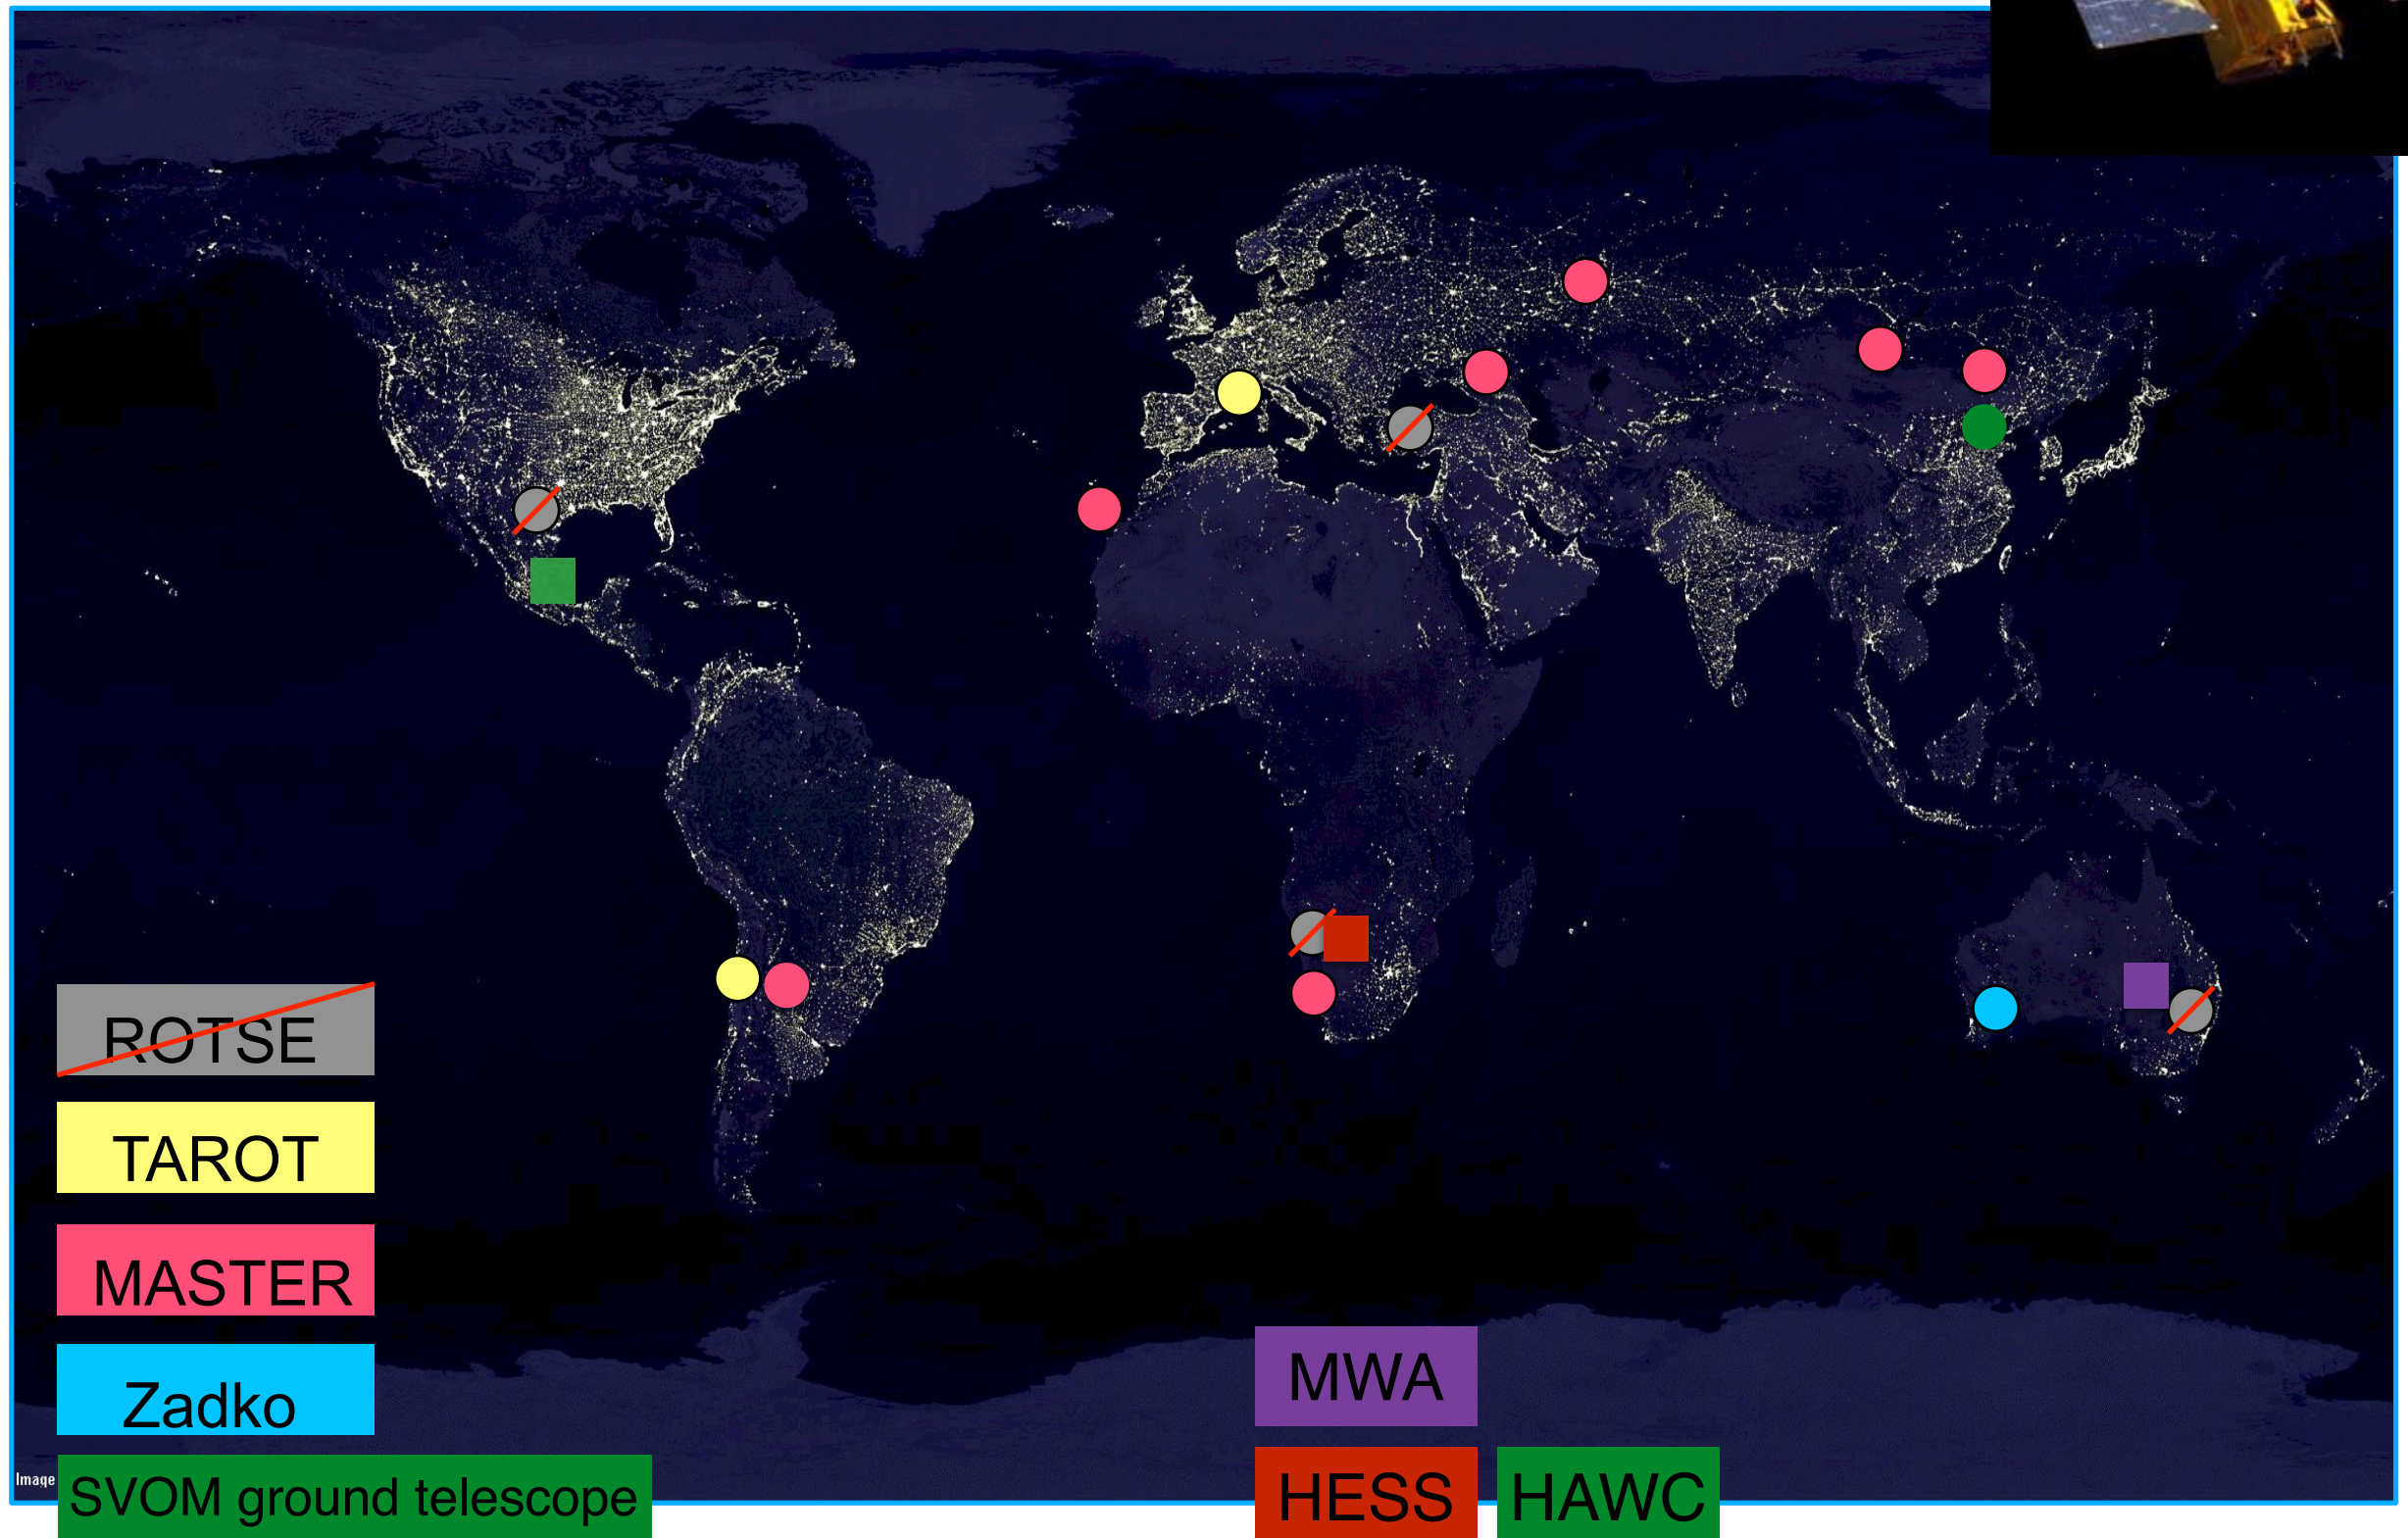 ROTSE
TAROT
MASTER
Zadko
Image
SVOM ground telescope
MWA
HESS
HAWC